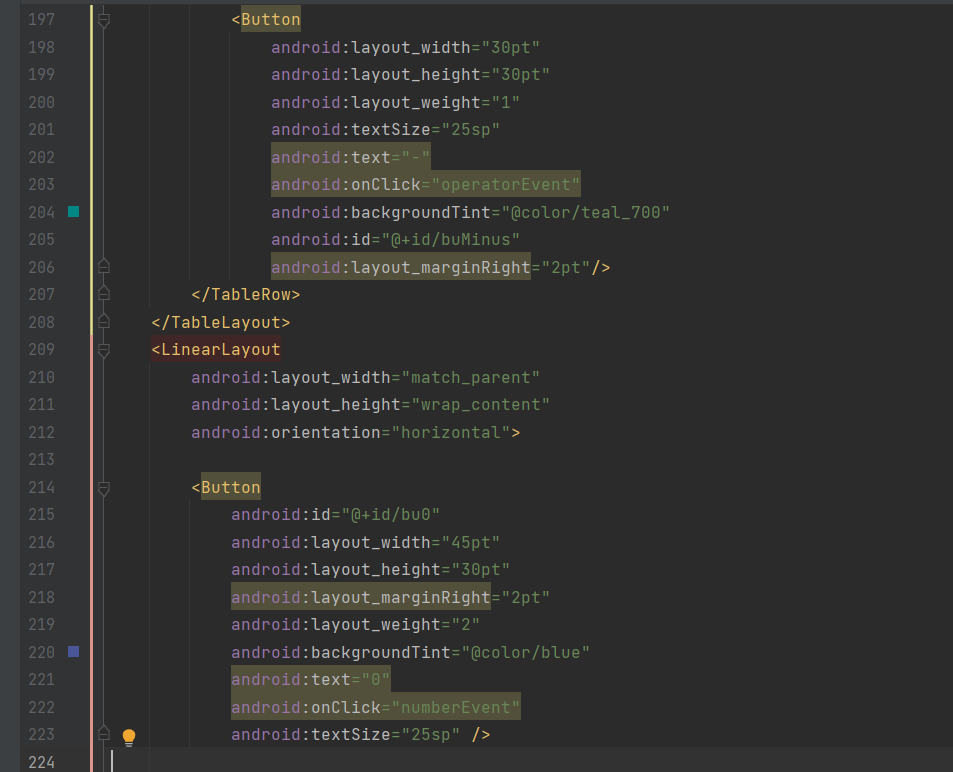 197 <Button
198 android:layout_width="30pt"
199 android:layout_height="30pt"
200 android:layout_weight="1"
201 android:textSize="25sp"
202 android:text="-"
203 android:onClick="operatorEvent"
204 android:backgroundTint="@color/teal_700"
205 android:id="@+id/buMinus"
206 android:layout_marginRight="2pt"/>
207 </TableRow>
208 </TableLayout>
209 <LinearLayout
210 android:layout_width="match_parent"
211 android:layout_height="wrap_content"
212 android:orientation="horizontal">
213
214 <Button
215 android:id="@+id/bu0"
216 android:layout_width="45pt"
217 android:layout_height="30pt"
218 android:layout_marginRight="2pt"
219 android:layout_weight="2"
220 android:backgroundTint="@color/blue"
221 android:text="0"
222 android:onClick="numberEvent"
223 android:textSize="25sp" />
224